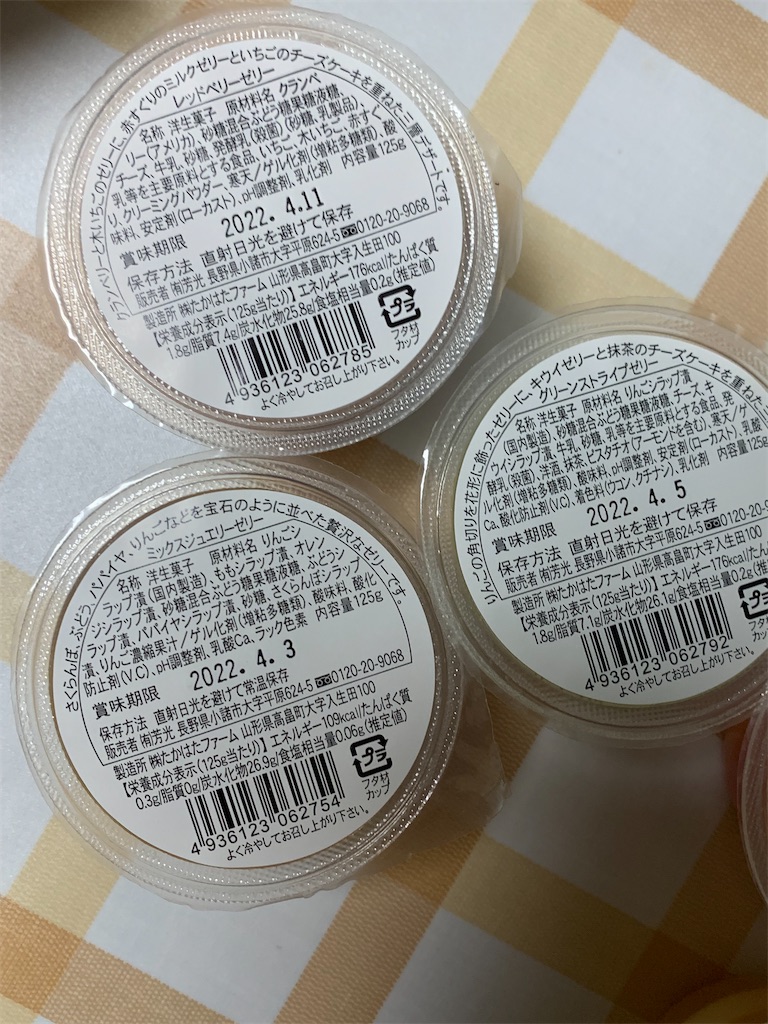 クランベリーと木いちごのゼリーに、赤すぐりのミルクゼリーといちごのチーズケーキを重ねた三層デザートです。
レッドベリーゼリー
名称 洋生菓子 原材料名 クランベ
リー(アメリカ)、砂糖混合ぶどう糖果糖液糖、
チーズ、牛乳、砂糖、発酵乳(殺菌)(砂糖、乳製品)、
乳等を主要原料とする食品、いちご、木いちご、赤すぐ
り、クリーミングパウダー、寒天/ゲル化剤(増粘多糖類)、酸
味料、安定剤(ローカスト)、pH調整剤、乳化剤 内容量125g
賞味期限 2022. 4.11
保存方法 直射日光を避けて保存
販売者 ㈲芳光 長野県小諸市大字平原624-5 0120-20-9068
製造所 ㈱たかはたファーム 山形県高畠町大字入生田100
【栄養成分表示(125g当たり)】エネルギー176kcal/たんぱく質
1.8g/脂質7.4g/炭水化物25.8g/食塩相当量0.2g(推定値)
プラ
フタ材
カップ
4 936123 062785
よく冷やしてお召し上がり下さい。
りんごの角切りを花形に飾ったゼリーに、キウイゼリーと抹茶のチーズケーキを重ねた
グリーンストライプゼリー
名称 洋生菓子 原材料名 りんごシラップ漬
(国内製造)、砂糖混合ぶどう糖果糖液糖、チーズ、キ
ウイシラップ漬、牛乳、砂糖、乳等を主要原料とする食品、発
酵乳(殺菌)、洋酒、抹茶、ピスタチオ(アーモンドを含む)、寒天/ゲ
ル化剤(増粘多糖類)、酸味料、pH調整剤、安定剤(ローカスト)、乳酸
Ca、酸化防止剤(V.C)、着色料(ウコン、クチナシ)、乳化剤 内容量125g
賞味期限 2022. 4. 5
保存方法 直射日光を避けて保存
販売者 ㈲芳光 長野県小諸市大字平原624-5 0120-20-9
製造所 ㈱たかはたファーム 山形県高畠町大字入生田100
【栄養成分表示(125g当たり)】エネルギー176kcal/たん
1.8g/脂質7.1g/炭水化物26.1g/食塩相当量0.2g(推
フタ
カッ
4 936123 062792
よく冷やしてお召し上がり下さい。
さくらんぼ、ぶどう、パパイヤ、りんごなどを宝石のように並べた贅沢なゼリーです。
ミックスジュエリーゼリー
名称 洋生菓子 原材料名 りんごシ
ラップ漬(国内製造)、ももシラップ漬、オレン
ジシラップ漬、砂糖混合ぶどう糖果糖液糖、ぶどうシ
ラップ漬、パパイヤシラップ漬、砂糖、さくらんぼシラップ
漬、りんご濃縮果汁/ゲル化剤(増粘多糖類)、酸味料、酸化
防止剤(V.C)、pH調整剤、乳酸Ca、ラック色素 内容量125g
賞味期限 2022. 4. 3
保存方法 直射日光を避けて常温保存
販売者 ㈲芳光 長野県小諸市大字平原624-5 0120-20-9068
製造所 ㈱たかはたファーム 山形県高畠町大字入生田100
【栄養成分表示(125g当たり)】エネルギー109kcal/たんぱく質
0.3g/脂質0g/炭水化物26.9g/食塩相当量0.06g(推定値)
プラ
フタ材
カップ
4 936123 062754
よく冷やしてお召し上がり下さい。